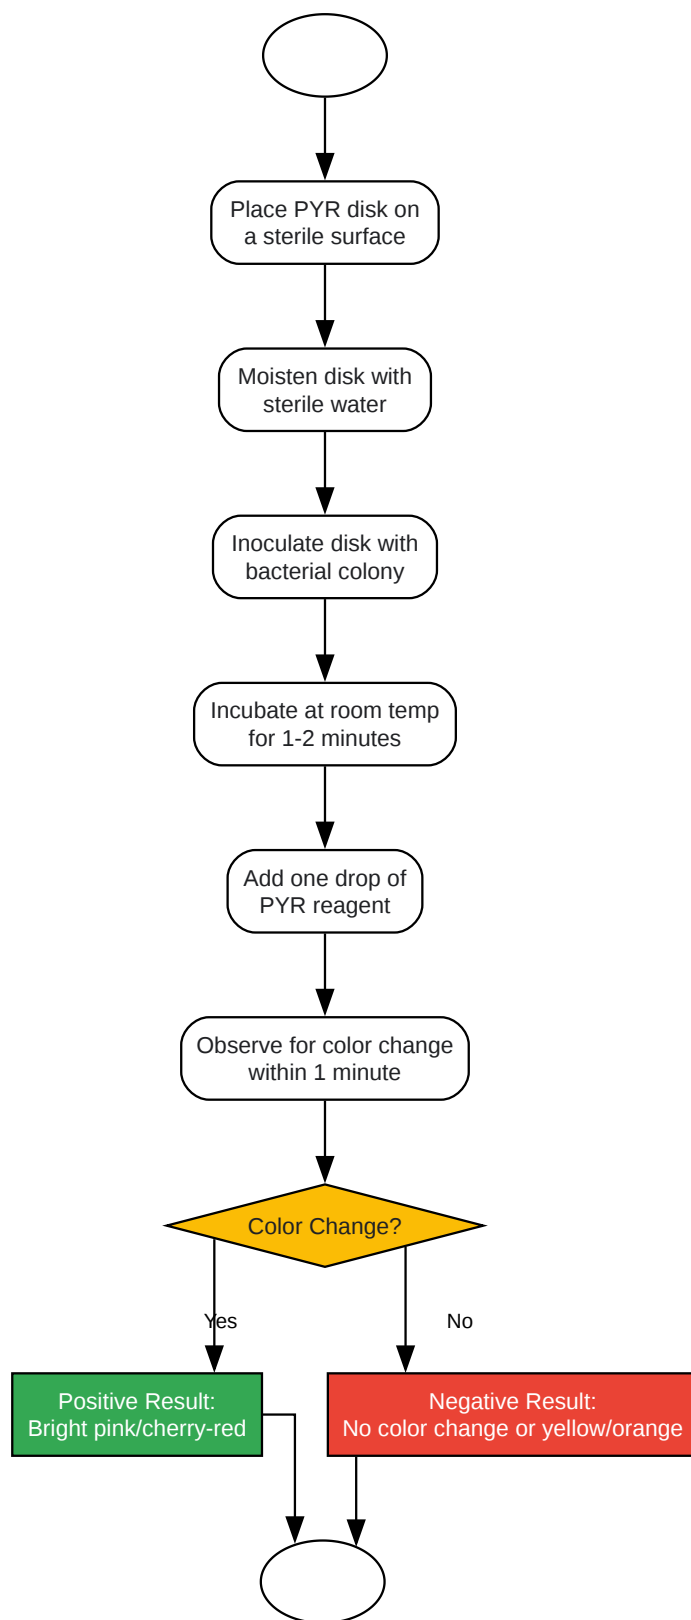 Place PYR disk on
a sterile surface
Moisten disk with
sterile water
Inoculate disk with
bacterial colony
Incubate at room temp
for 1-2 minutes
Add one drop of
PYR reagent
Observe for color change
within 1 minute
Color Change?
Yes
No
Positive Result:
Bright pink/cherry-red
Negative Result:
No color change or yellow/orange